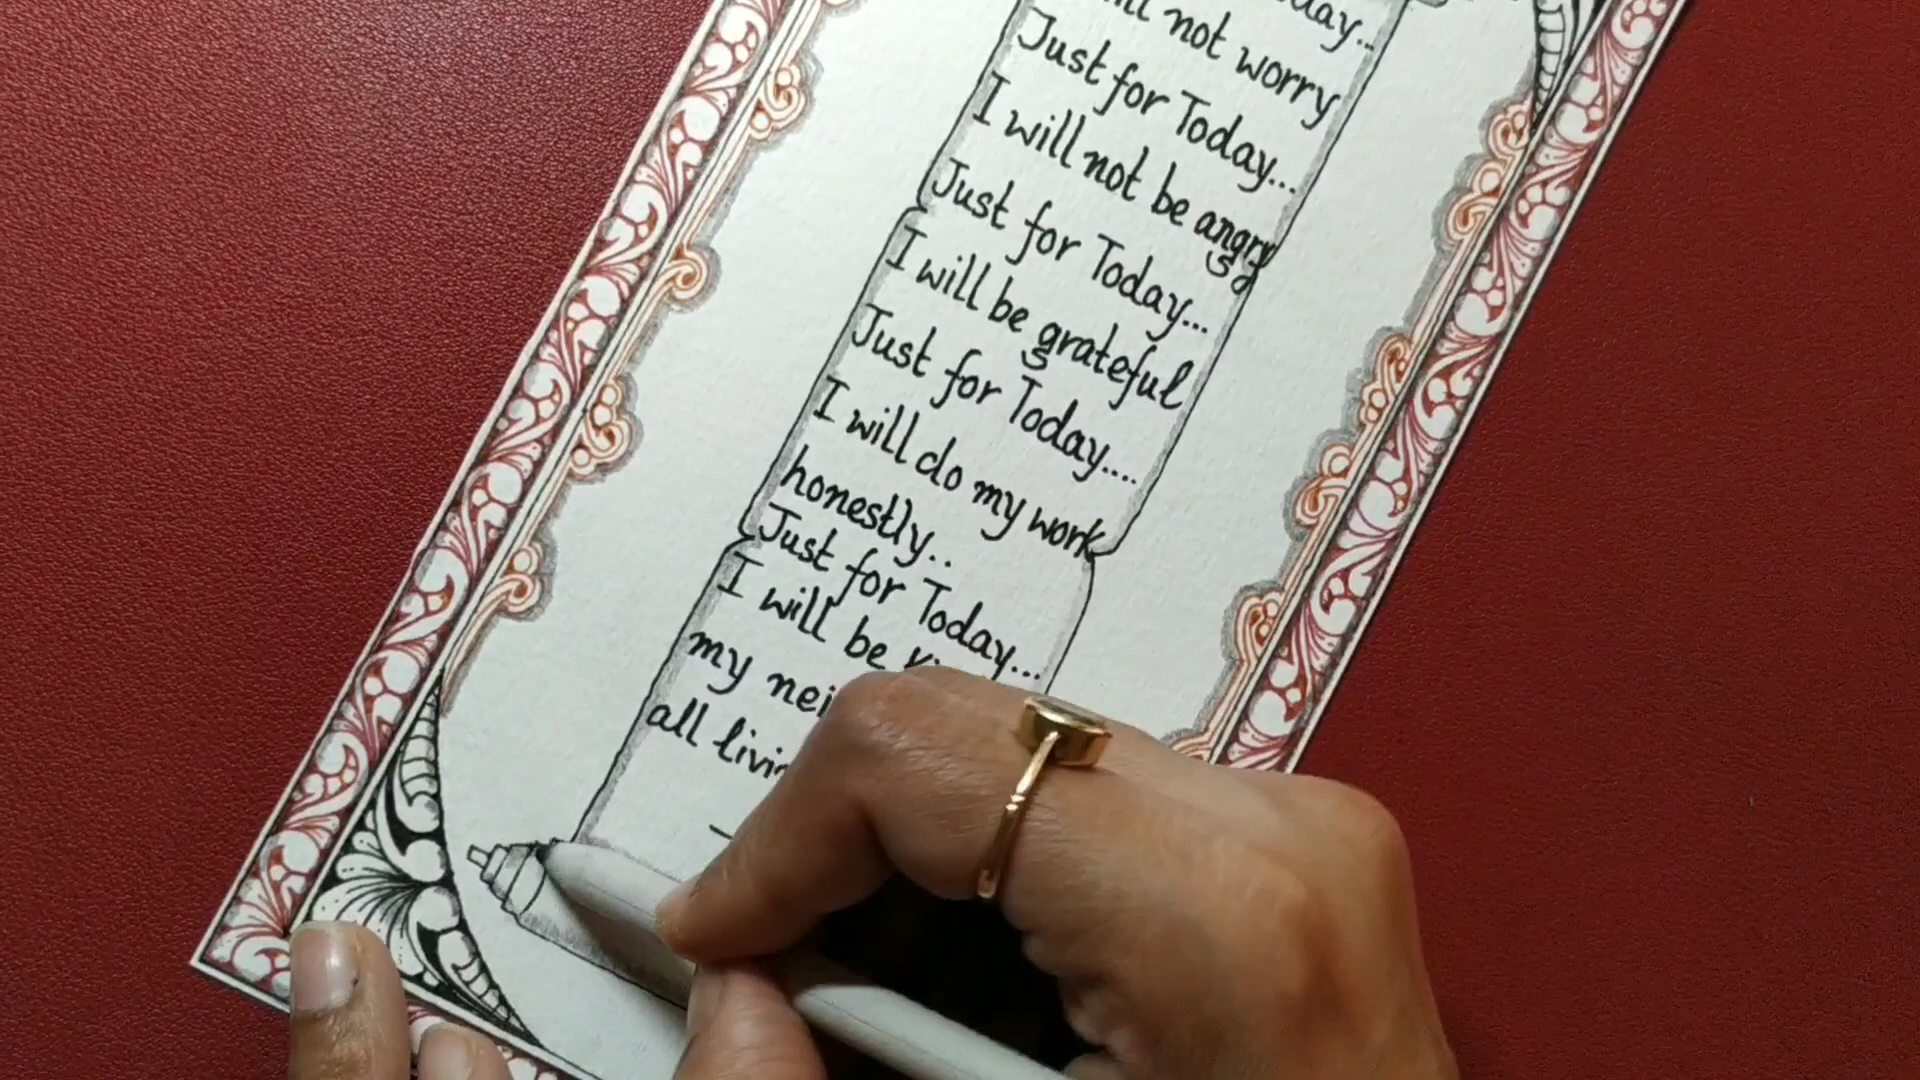 not worry
Just for Today...
I will not be angry
Just for Today...
I will be grateful
Just for Today....
I will do my work
honestly..
Just for Today...
I will be
my
all